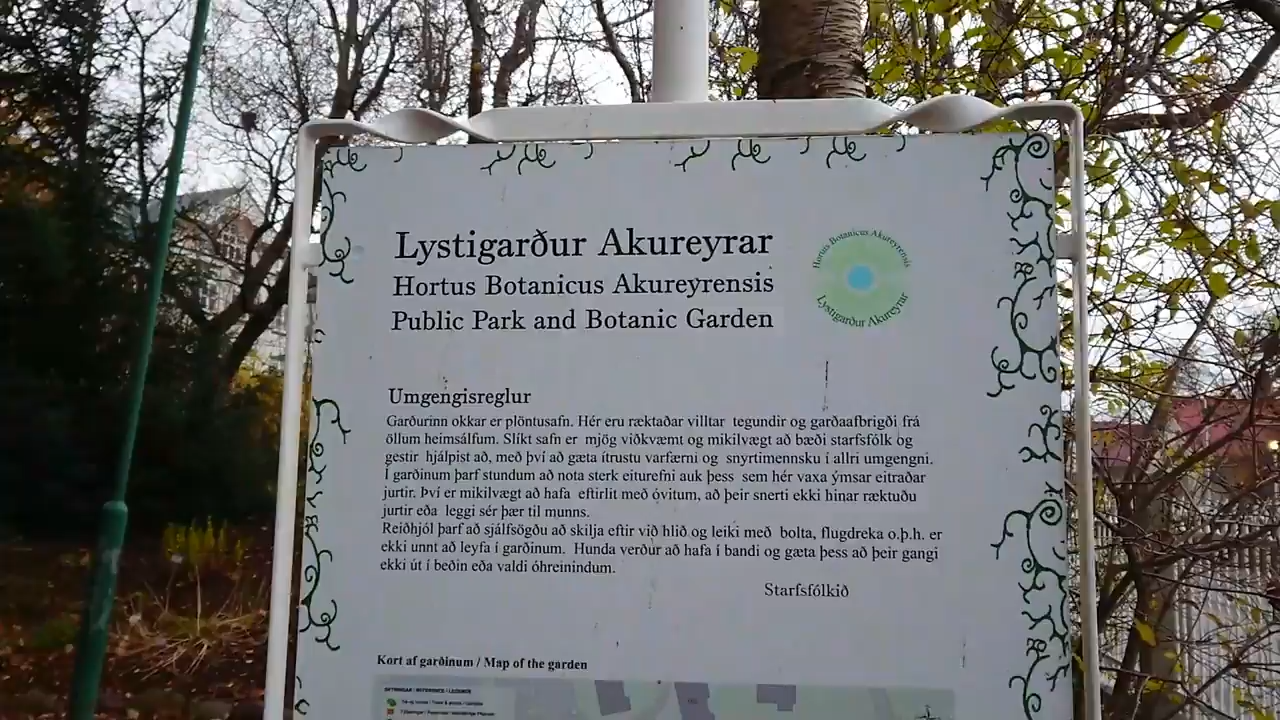 Lystigarður Akureyrar
Hortus Botanicus Akureyrensis
Public Park and Botanic Garden
Hortus Botanicus Akureyrensis
Lystigarður Akureyrar
Umgengisreglur
Garðurinn okkar er plöntusafn. Hér eru ræktaðar villtar tegundir og garðaafbrigði frá
öllum heimsálfum. Slíkt safn er mjög viðkvæmt og mikilvægt að bæði starfsfólk og
gestir hjálpist að, með því að gæta ítrustu varfærni og snyrtimennsku í allri umgengni.
Í garðinum þarf stundum að nota sterk eiturefni auk þess sem hér vaxa ýmsar eitraðar
jurtir. Því er mikilvægt að hafa eftirlit með óvitum, að þeir snerti ekki hinar ræktuðu
jurtir eða leggi sér þær til munns.
Reiðhjól þarf að sjálfsögðu að skilja eftir við hlið og leiki með bolta, flugdreka o.þ.h. er
ekki unnt að leyfa í garðinum. Hunda verður að hafa í bandi og gæta þess að þeir gangi
ekki út í beðin eða valdi óhreinindum.
Starfsfólkið
Kort af garðinum / Map of the garden